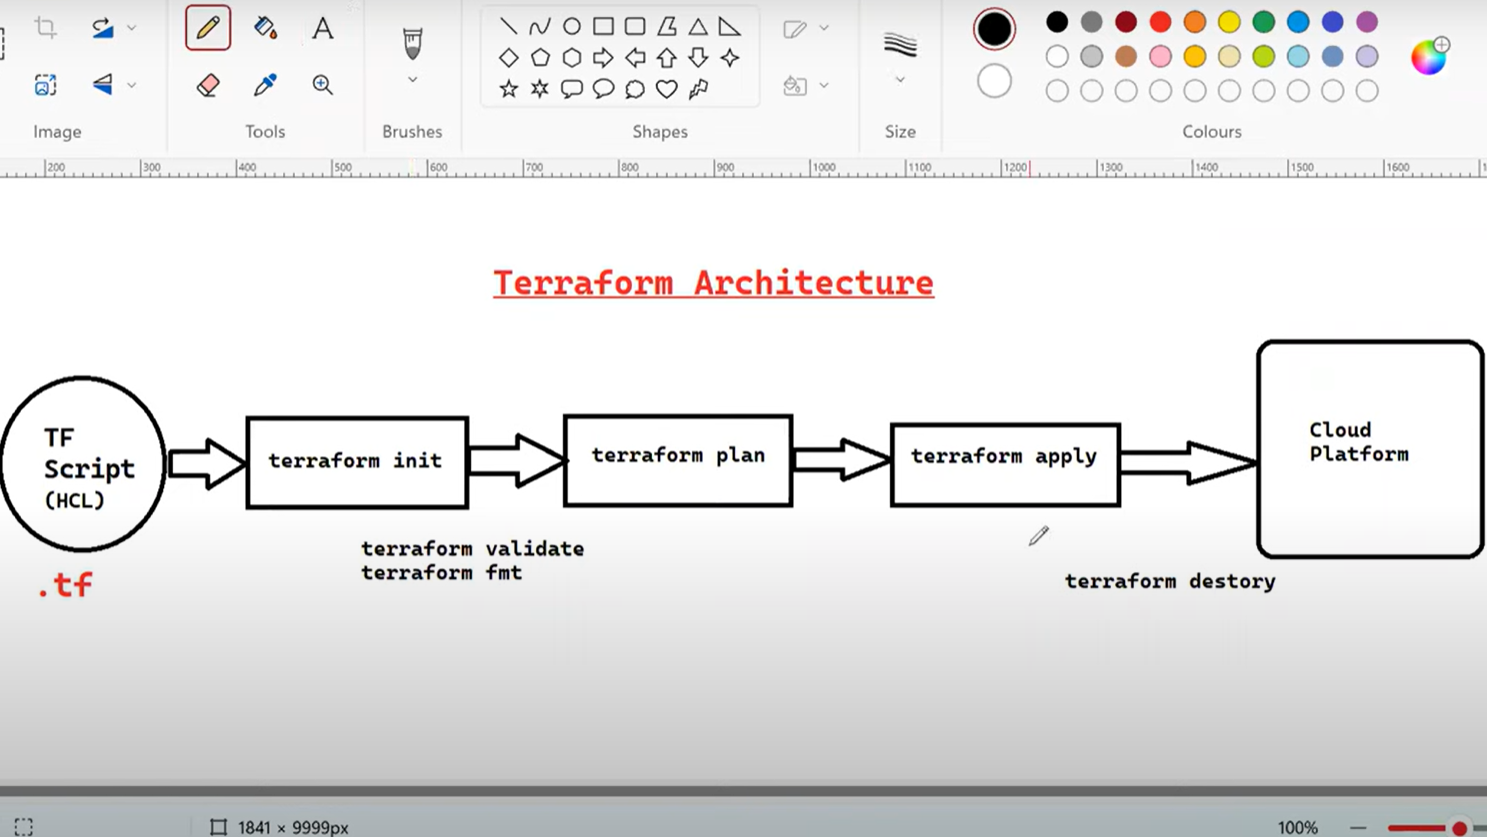 A
Image
Tools
Brushes
Shapes
Size
Colours
200
300
400
500
600
700
800
900
1000
1100
1200
1300
1400
1500
1600
Terraform Architecture
TF
Script
(HCL)
.tf
terraform init
terraform plan
terraform apply
Cloud
Platform
terraform validate
terraform fmt
terraform destory
1841 × 9999px
100%